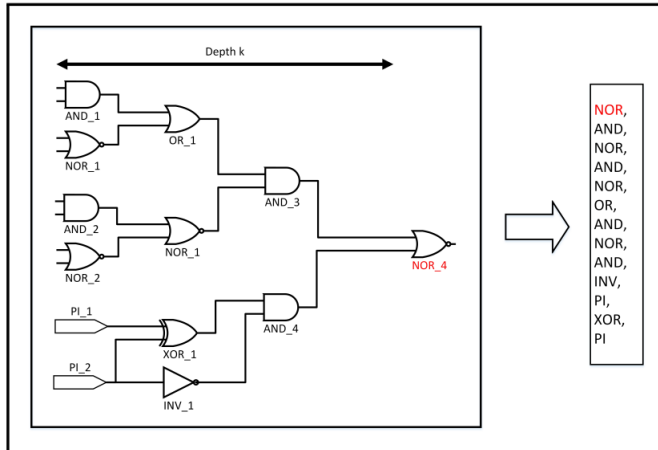 Depth k
AND_1
OR_1
NOR_1
AND_3
AND_2
NOR_1
NOR_2
NOR_4
PI_1
AND_4
XOR_1
PI_2
INV_1
NOR,
AND,
NOR,
AND,
NOR,
OR,
AND,
NOR,
AND,
INV,
PI,
XOR,
PI